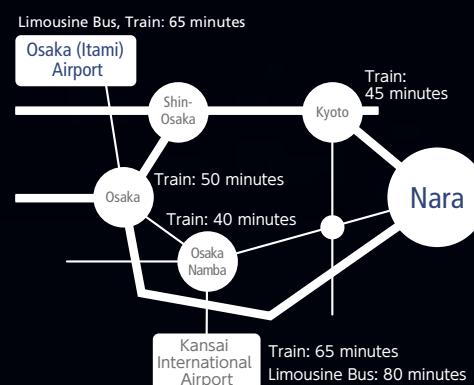 Limousine Bus, Train: 65 minutes
Osaka (Itami)
Airport
Shin-
Osaka
Kyoto
Train:
45 minutes
Osaka
Train: 50 minutes
Nara
Train: 40 minutes
Osaka
Namba
Kansai
International
Airport
Train: 65 minutes
Limousine Bus: 80 minutes